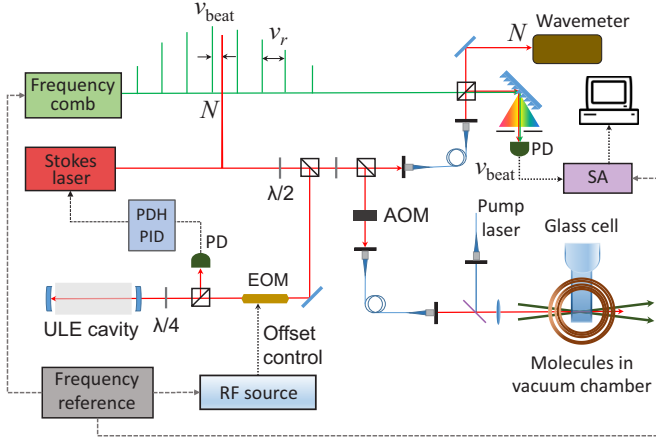 ν_beat
ν_r
N
Wavemeter
Frequency
comb
N
PD
ν_beat
SA
Stokes
laser
λ/2
PDH
PID
PD
AOM
Pump
laser
Glass cell
EOM
ULE cavity
λ/4
Offset
control
Molecules in
vacuum chamber
Frequency
reference
RF source